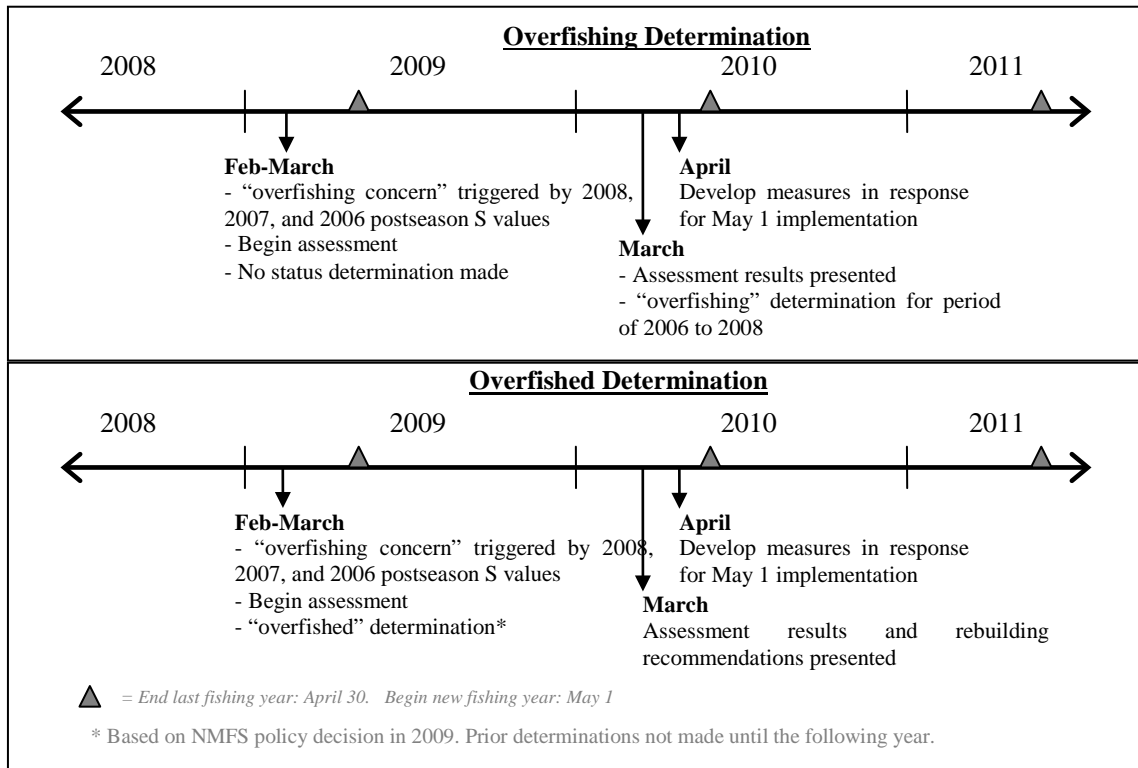 Overfishing Determination
2008 2009 2010 2011
Feb-March
- “overfishing concern” triggered by 2008,
2007, and 2006 postseason S values
- Begin assessment
- No status determination made
April
Develop measures in response
for May 1 implementation
March
- Assessment results presented
- “overfishing” determination for period
of 2006 to 2008
Overfished Determination
2008 2009 2010 2011
Feb-March
- “overfishing concern” triggered by 2008,
2007, and 2006 postseason S values
- Begin assessment
- “overfished” determination*
April
Develop measures in response
for May 1 implementation
March
Assessment results and rebuilding
recommendations presented
= End last fishing year: April 30. Begin new fishing year: May 1
* Based on NMFS policy decision in 2009. Prior determinations not made until the following year.